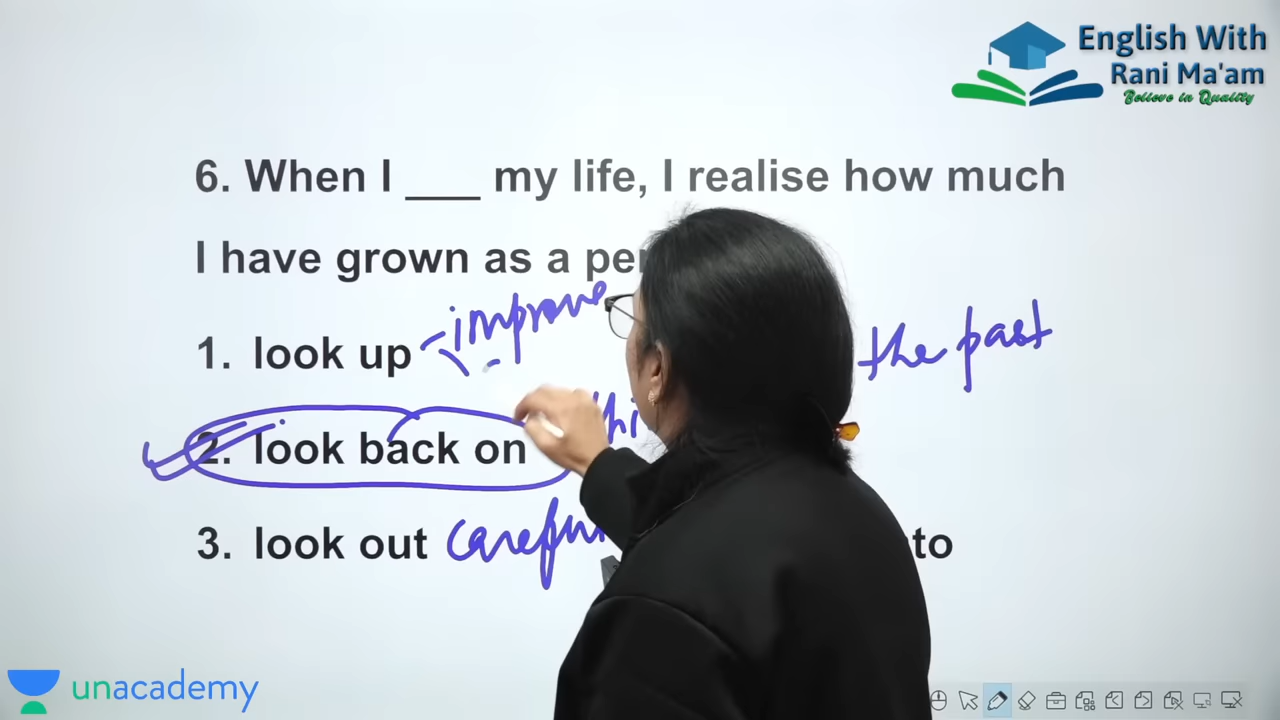 English With
Rani Ma'am
Believe in Quality
6. When I ___ my life, I realise how much
I have grown as a
1. look up
improve
the past
2. look back on
3. look out
to
unacademy